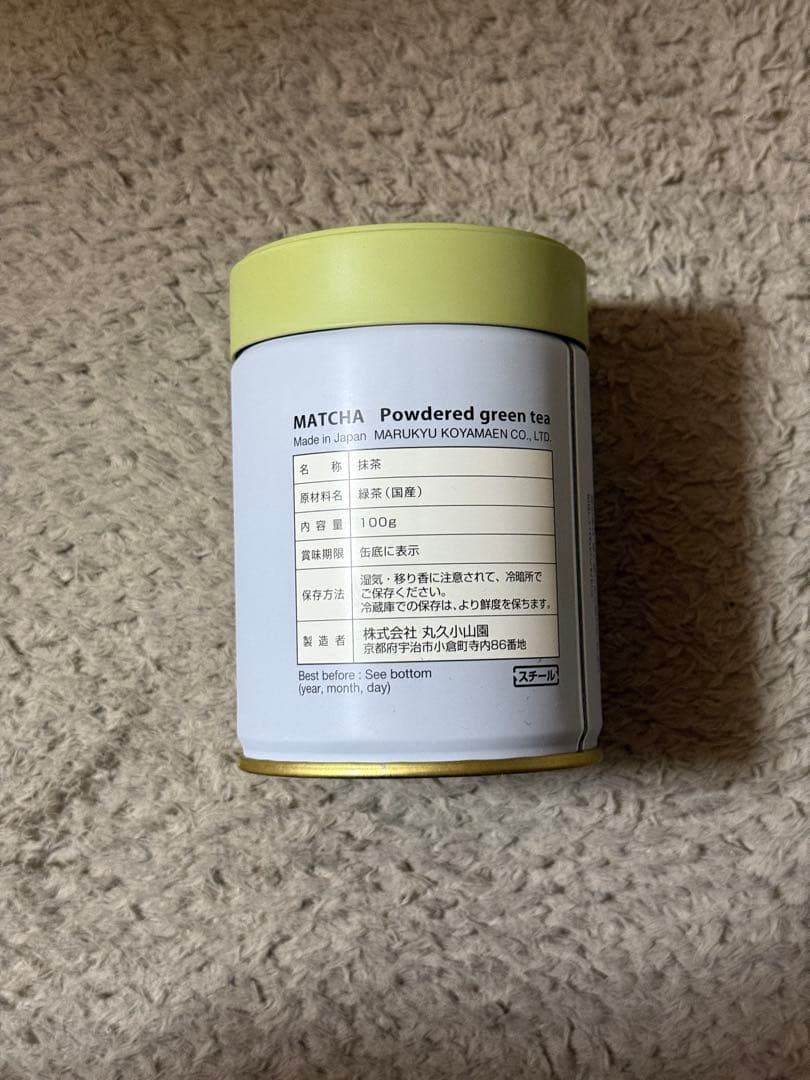 MATCHA Powdered green tea
Made in Japan MARUKYU KOYAMAEN CO., LTD.
名称 抹茶
原材料名 緑茶(国産)
内容量 100g
賞味期限 缶底に表示
保存方法 湿気・移り香に注意されて、冷暗所で
ご保存ください。
冷蔵庫での保存は、より鮮度を保ちます。
製造者 株式会社 丸久小山園
京都府宇治市小倉町寺内86番地
Best before : See bottom
(year, month, day)
スチール